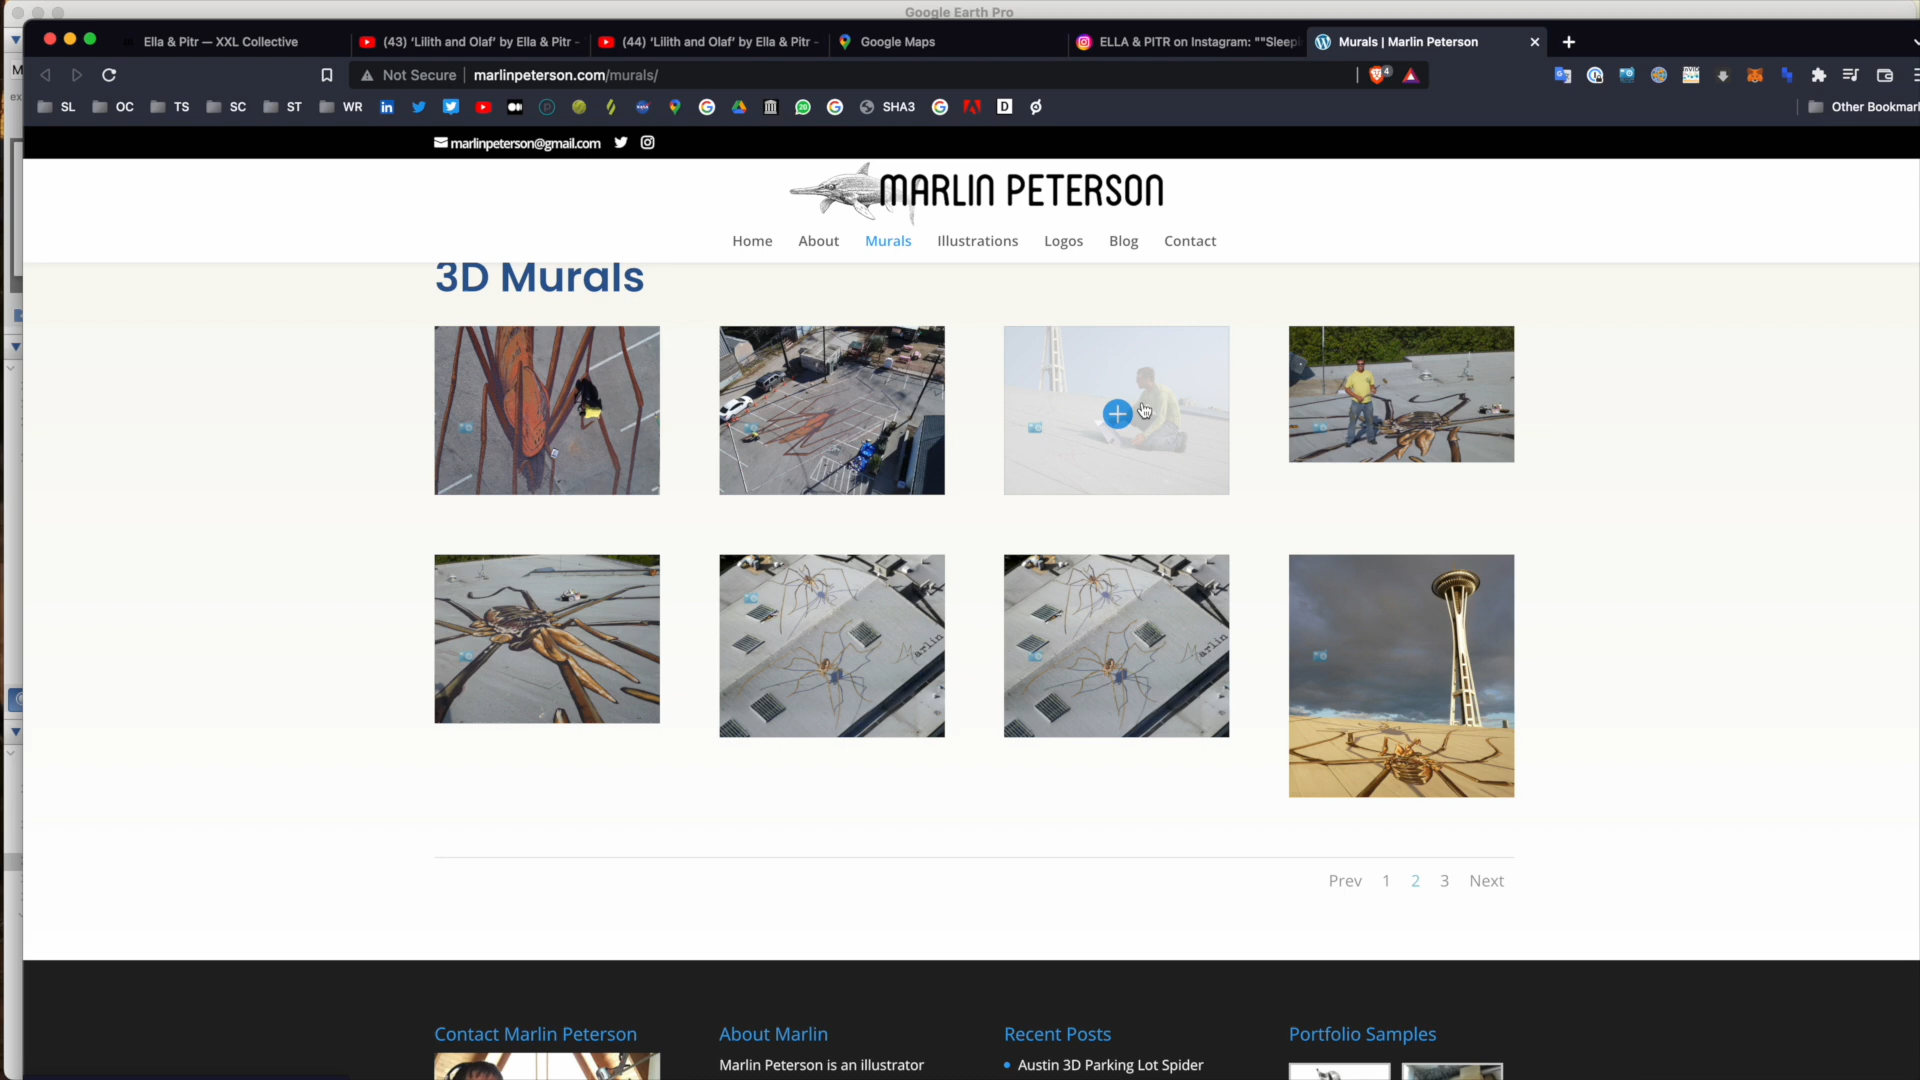 Google Earth Pro
Ella & Pitr — XXL Collective
(43) ‘Lilith and Olaf’ by Ella & Pitr -
(44) ‘Lilith and Olaf’ by Ella & Pitr -
Google Maps
ELLA & PITR on Instagram: ""Sleepi
Murals | Marlin Peterson
Not Secure
marlinpeterson.com/murals/
4
SL
OC
TS
SC
ST
WR
SHA3
Other Bookmar
marlinpeterson@gmail.com
MARLIN PETERSON
Home
About
Murals
Illustrations
Logos
Blog
Contact
3D Murals
Marlin
Marlin
Prev
1
2
3
Next
Contact Marlin Peterson
About Marlin
Recent Posts
Portfolio Samples
Marlin Peterson is an illustrator
Austin 3D Parking Lot Spider